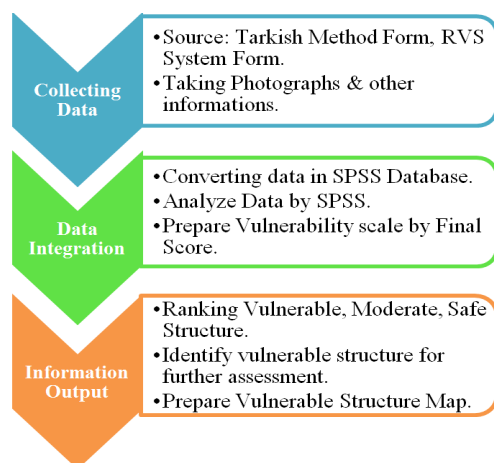 Collecting
Data
•Source: Tarkish Method Form, RVS
System Form.
•Taking Photographs & other
informations.
Data
Integration
•Converting data in SPSS Database.
•Analyze Data by SPSS.
•Prepare Vulnerability scale by Final
Score.
Information
Output
•Ranking Vulnerable, Moderate, Safe
Structure.
•Identify vulnerable structure for
further assessment.
•Prepare Vulnerable Structure Map.